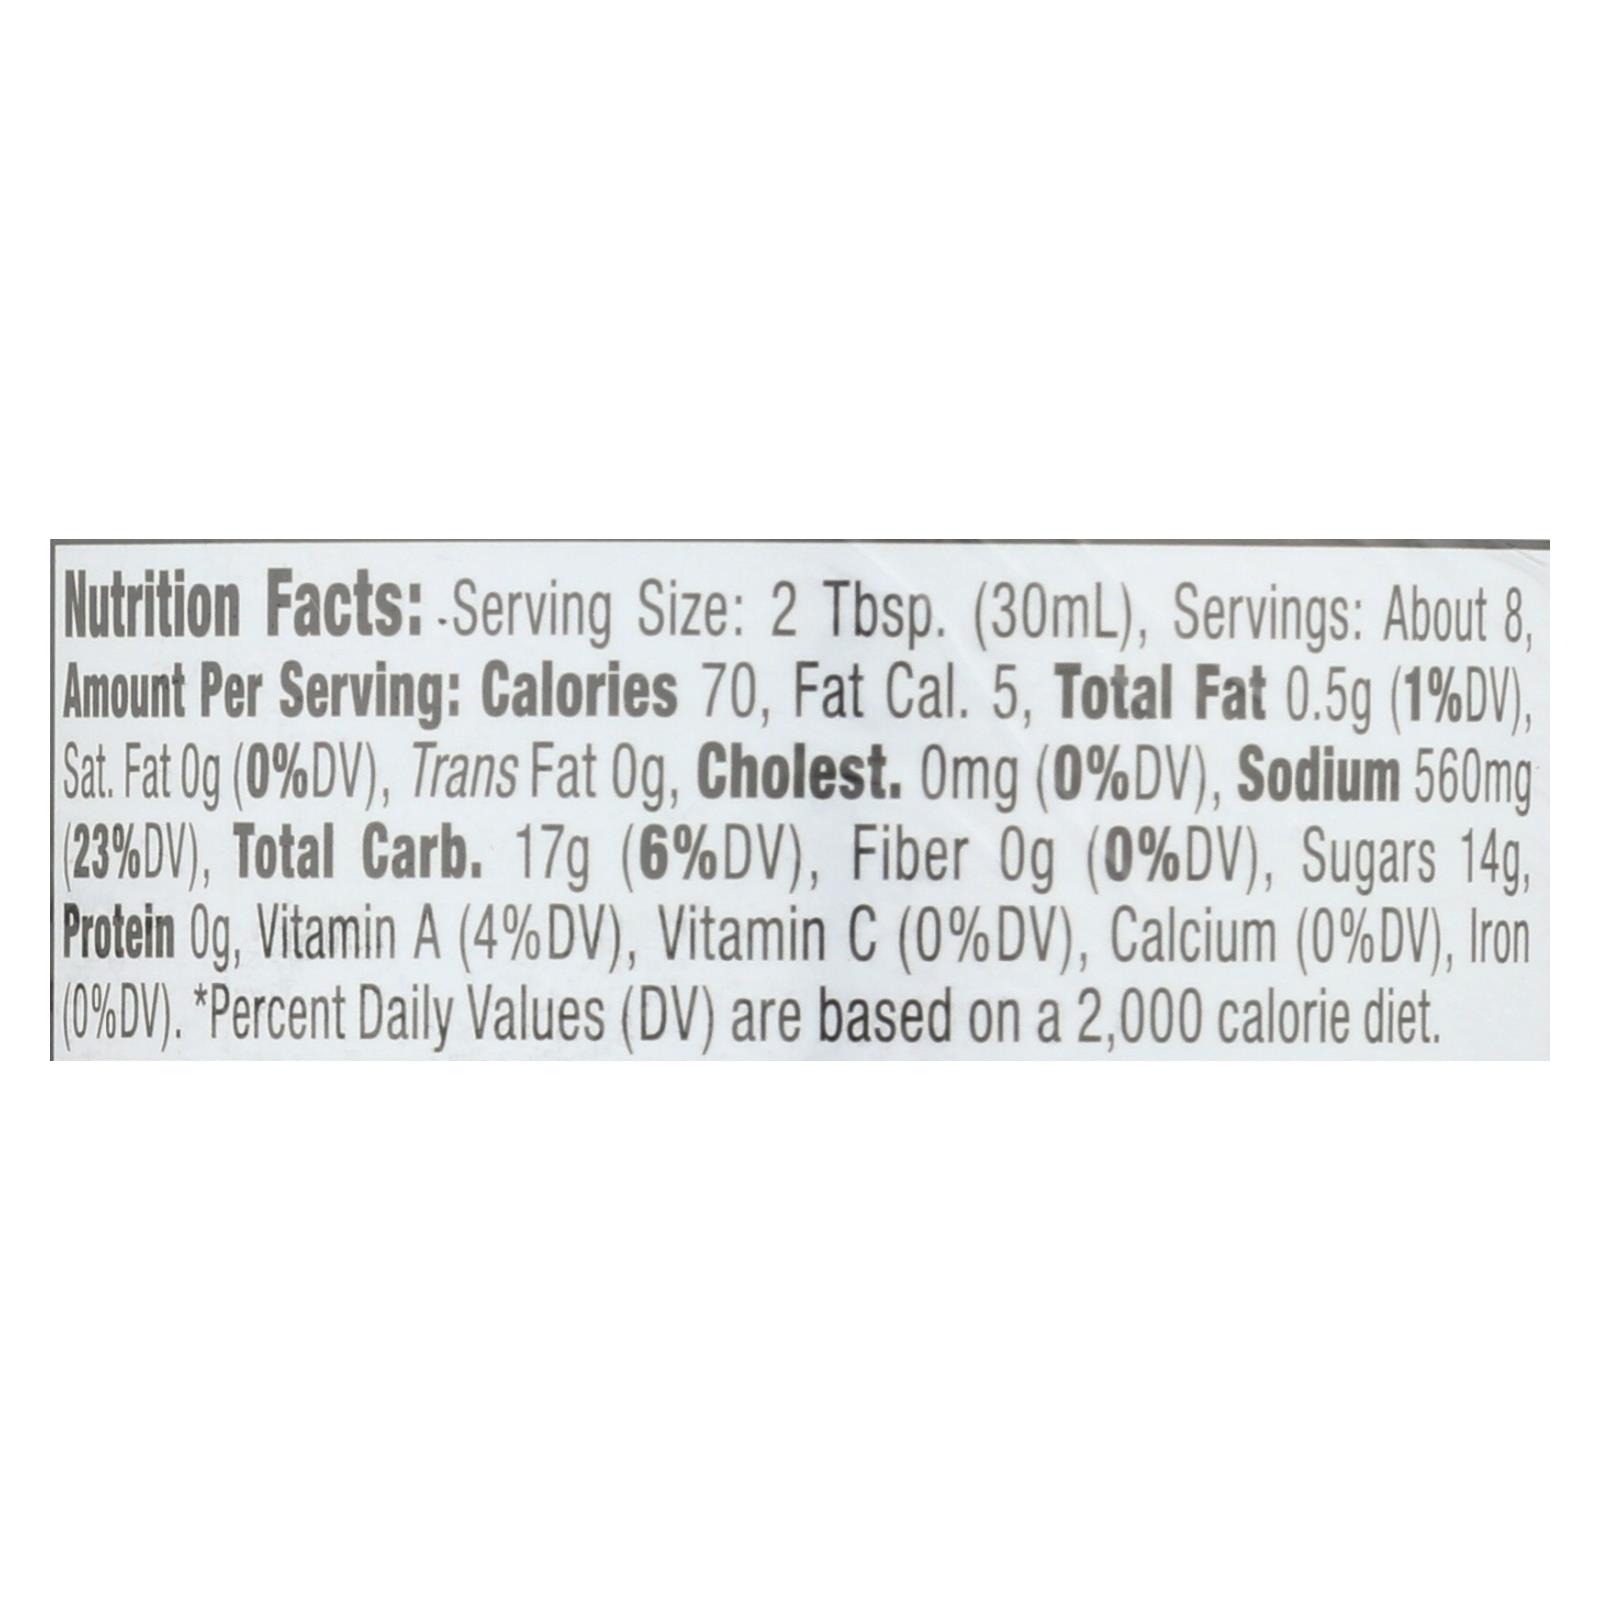 Nutrition Facts: Serving Size: 2 Tbsp. (30mL), Servings: About 8,
Amount Per Serving: Calories 70, Fat Cal. 5, Total Fat 0.5g (1%DV),
Sat. Fat 0g (0%DV), Trans Fat 0g, Cholest. 0mg (0%DV), Sodium 560mg
(23%DV), Total Carb. 17g (6%DV), Fiber 0g (0%DV), Sugars 14g,
Protein 0g, Vitamin A (4%DV), Vitamin C (0%DV), Calcium (0%DV), Iron
(0%DV). *Percent Daily Values (DV) are based on a 2,000 calorie diet.